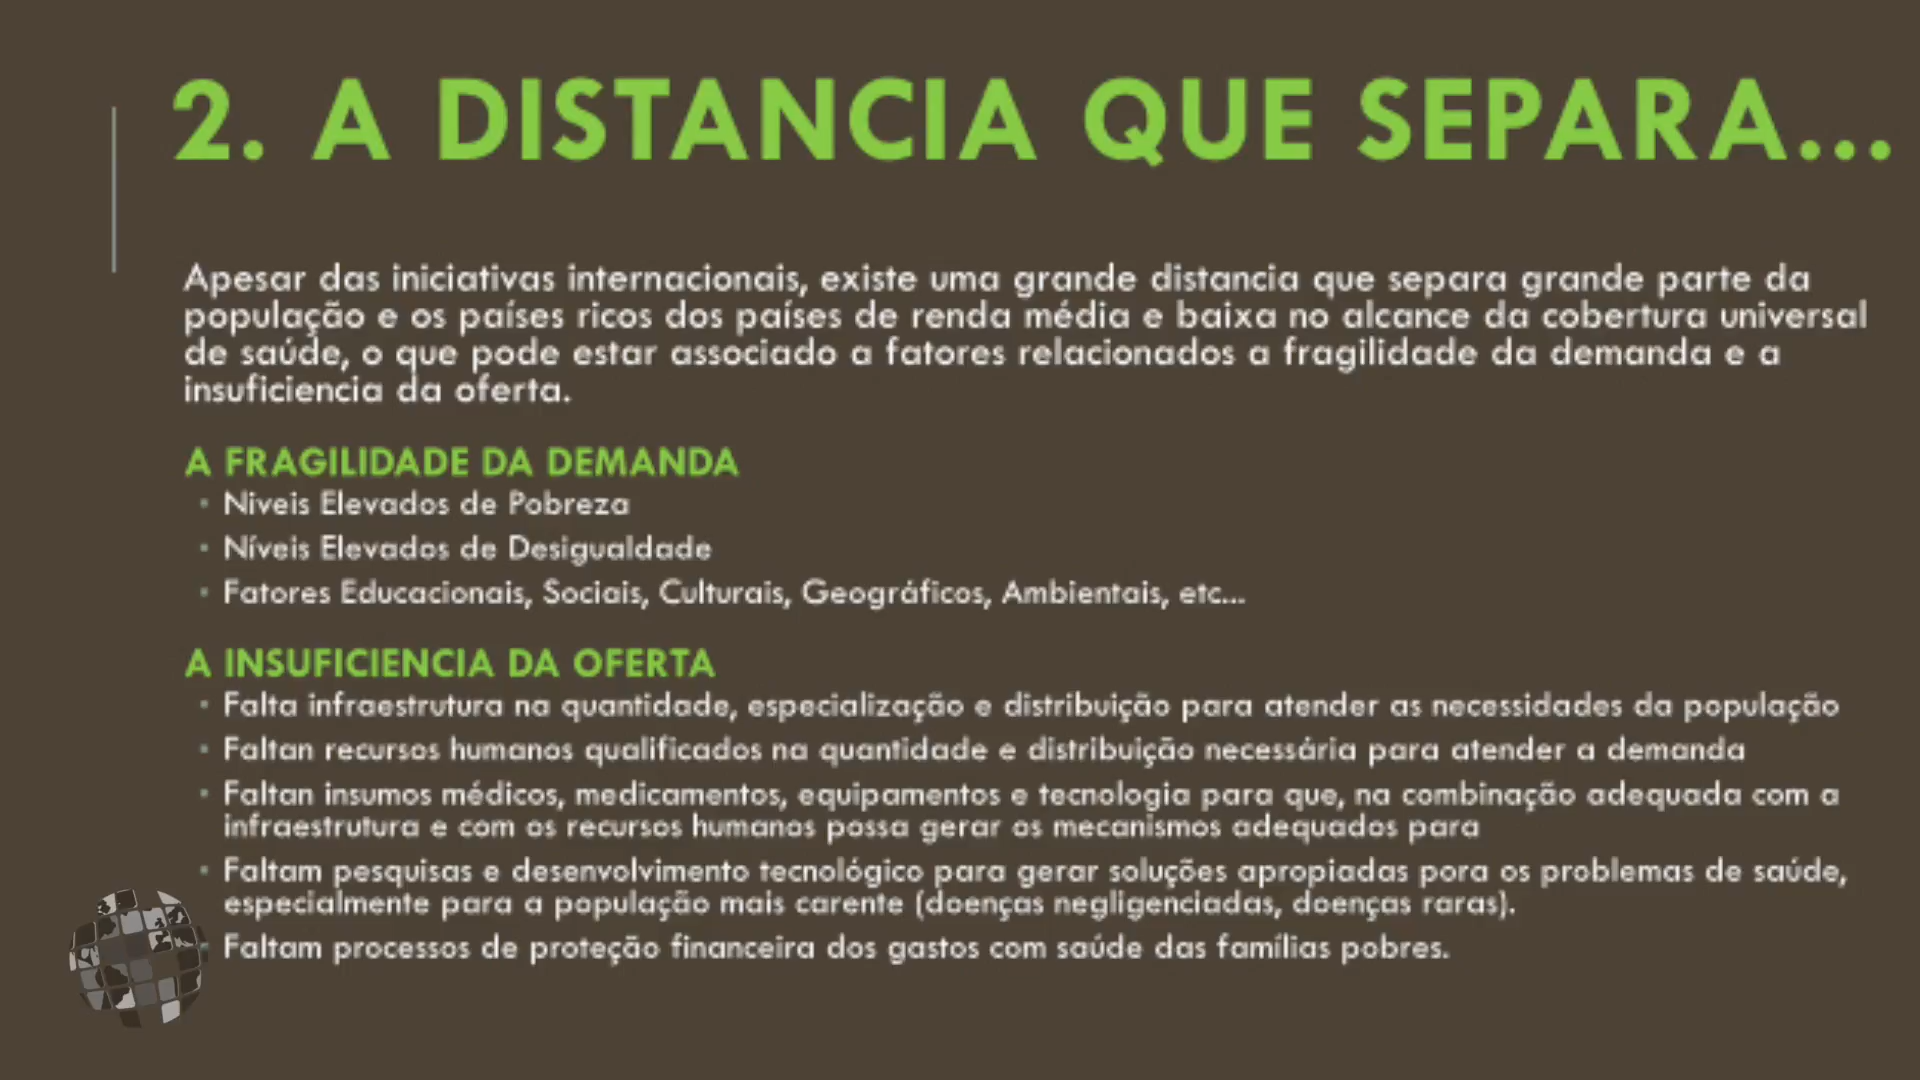 2. A DISTANCIA QUE SEPARA...
Apesar das iniciativas internacionais, existe uma grande distancia que separa grande parte da
população e os países ricos dos países de renda média e baixa no alcance da cobertura universal
de saúde, o que pode estar associado a fatores relacionados a fragilidade da demanda e a
insuficiencia da oferta.
A FRAGILIDADE DA DEMANDA
• Niveis Elevados de Pobreza
• Níveis Elevados de Desigualdade
• Fatores Educacionais, Sociais, Culturais, Geográficos, Ambientais, etc...
A INSUFICIENCIA DA OFERTA
• Falta infraestrutura na quantidade, especialização e distribuição para atender as necessidades da população
• Faltan recursos humanos qualificados na quantidade e distribuição necessária para atender a demanda
• Faltan insumos médicos, medicamentos, equipamentos e tecnologia para que, na combinação adequada com a
infraestrutura e com os recursos humanos possa gerar os mecanismos adequados para
• Faltam pesquisas e desenvolvimento tecnológico para gerar soluções apropiadas pora os problemas de saúde,
especialmente para a população mais carente (doenças negligenciadas, doenças raras).
• Faltam processos de proteção financeira dos gastos com saúde das famílias pobres.